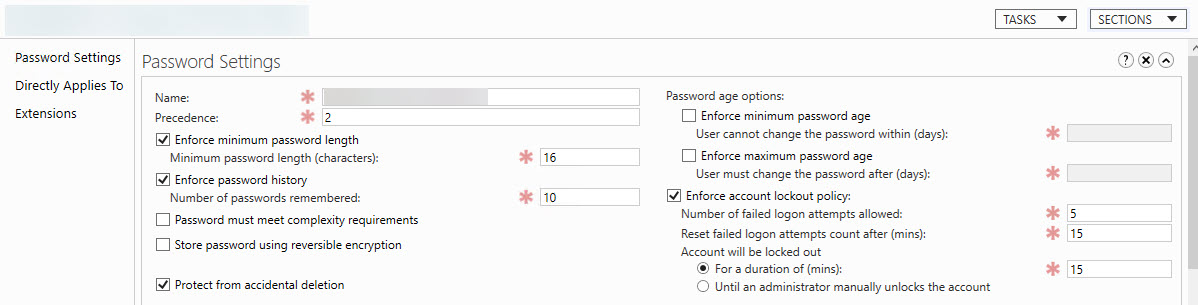 TASKS
SECTIONS
Password Settings
Directly Applies To
Extensions
Password Settings
?
Name:
Precedence: 2
Enforce minimum password length
Minimum password length (characters): 16
Enforce password history
Number of passwords remembered: 10
Password must meet complexity requirements
Store password using reversible encryption
Protect from accidental deletion
Password age options:
Enforce minimum password age
User cannot change the password within (days):
Enforce maximum password age
User must change the password after (days):
Enforce account lockout policy:
Number of failed logon attempts allowed: 5
Reset failed logon attempts count after (mins): 15
Account will be locked out
For a duration of (mins): 15
Until an administrator manually unlocks the account